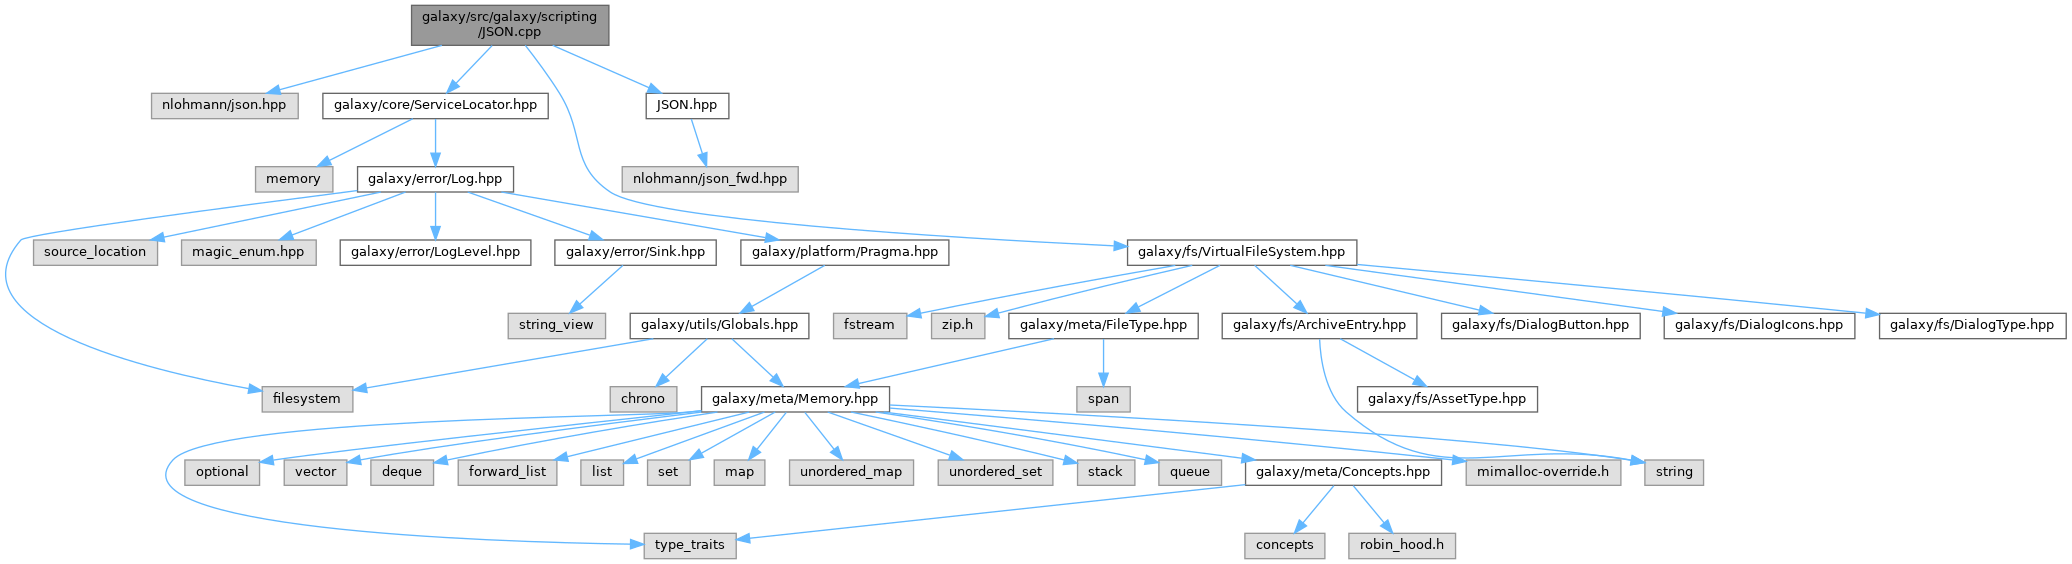 galaxy/src/galaxy/scripting
/JSON.cpp
nlohmann/json.hpp
galaxy/core/ServiceLocator.hpp
JSON.hpp
memory
galaxy/error/Log.hpp
nlohmann/json_fwd.hpp
source_location
magic_enum.hpp
galaxy/error/LogLevel.hpp
galaxy/error/Sink.hpp
galaxy/platform/Pragma.hpp
galaxy/fs/VirtualFileSystem.hpp
string_view
galaxy/utils/Globals.hpp
fstream
zip.h
galaxy/meta/FileType.hpp
galaxy/fs/ArchiveEntry.hpp
galaxy/fs/DialogButton.hpp
galaxy/fs/DialogIcons.hpp
galaxy/fs/DialogType.hpp
filesystem
chrono
galaxy/meta/Memory.hpp
span
galaxy/fs/AssetType.hpp
optional
vector
deque
forward_list
list
set
map
unordered_map
unordered_set
stack
queue
galaxy/meta/Concepts.hpp
mimalloc-override.h
string
type_traits
concepts
robin_hood.h